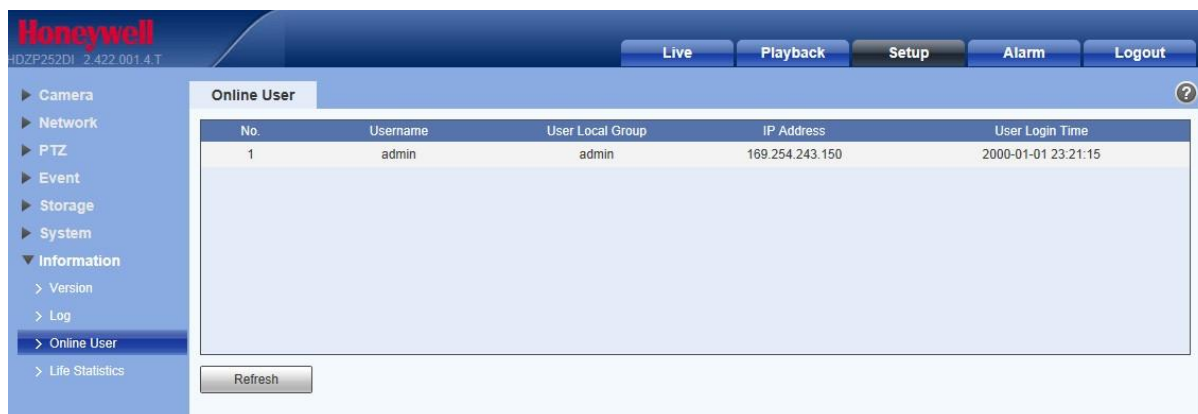 Honeywell
HDZP252DI 2.422.001.4.T
Live Playback Setup Alarm Logout
Camera
Network
PTZ
Event
Storage
System
Information
Version
Log
Online User
Life Statistics
Online User
?
No. Username User Local Group IP Address User Login Time
1 admin admin 169.254.243.150 2000-01-01 23:21:15
Refresh